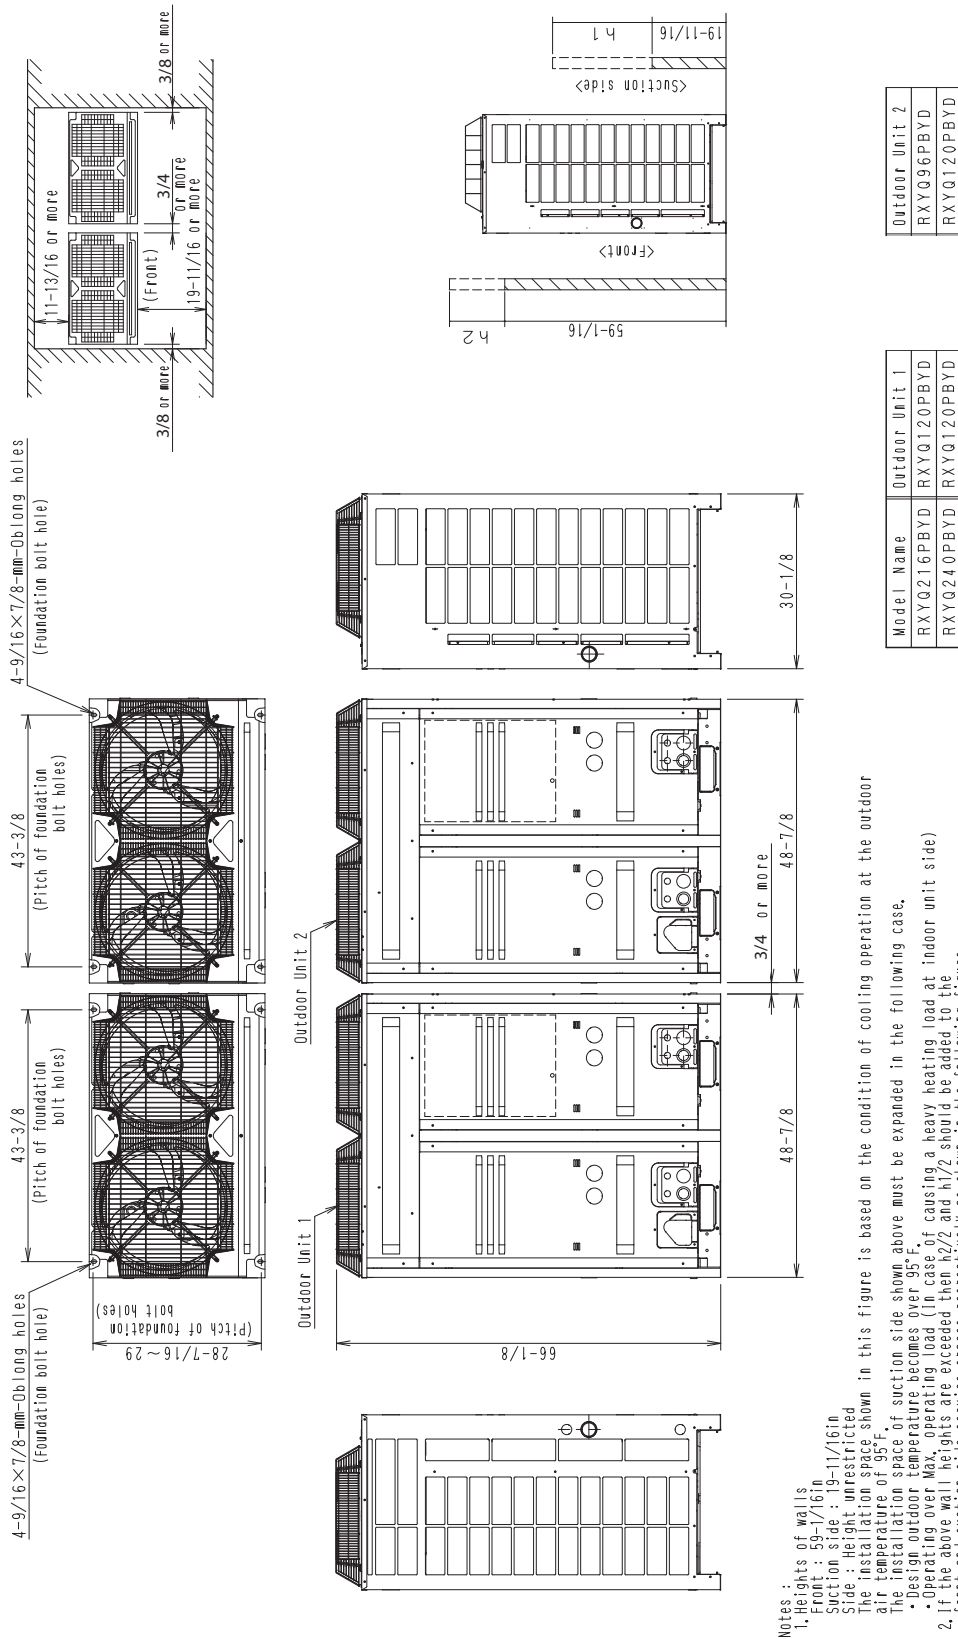 4-9/16×7/8-mm-Oblong holes
(Foundation bolt hole)
43-3/8
(Pitch of foundation
bolt holes)
43-3/8
(Pitch of foundation
bolt holes)
4-9/16×7/8-mm-Oblong holes
(Foundation bolt hole)
28-7/16~29
(Pitch of foundation
bolt holes)
3/8 or more
11-13/16 or more
(Front)
19-11/16 or more
3/4
or more
3/8 or more
Outdoor Unit 1
Outdoor Unit 2
66-1/8
48-7/8
3/4 or more
48-7/8
30-1/8
h2
59-1/16
<Front>
<Suction side>
h1
19-11/16
Notes :
1. Heights of walls
Front : 59-1/16in
Suction side : 19-11/16in
Side : Height unrestricted
The installation space shown in this figure is based on the condition of cooling operation at the outdoor
air temperature of 95°F.
The installation space of suction side shown above must be expanded in the following case.
• Design outdoor temperature becomes over 95°F.
• Operating over Max. operating load (In case of causing a heavy heating load at indoor unit side)
2. If the above wall heights are exceeded then h2/2 and h1/2 should be added to the
Model Name Outdoor Unit 1 Outdoor Unit 2
RXYQ216PBYD RXYQ120PBYD RXYQ96PBYD
RXYQ240PBYD RXYQ120PBYD RXYQ120PBYD